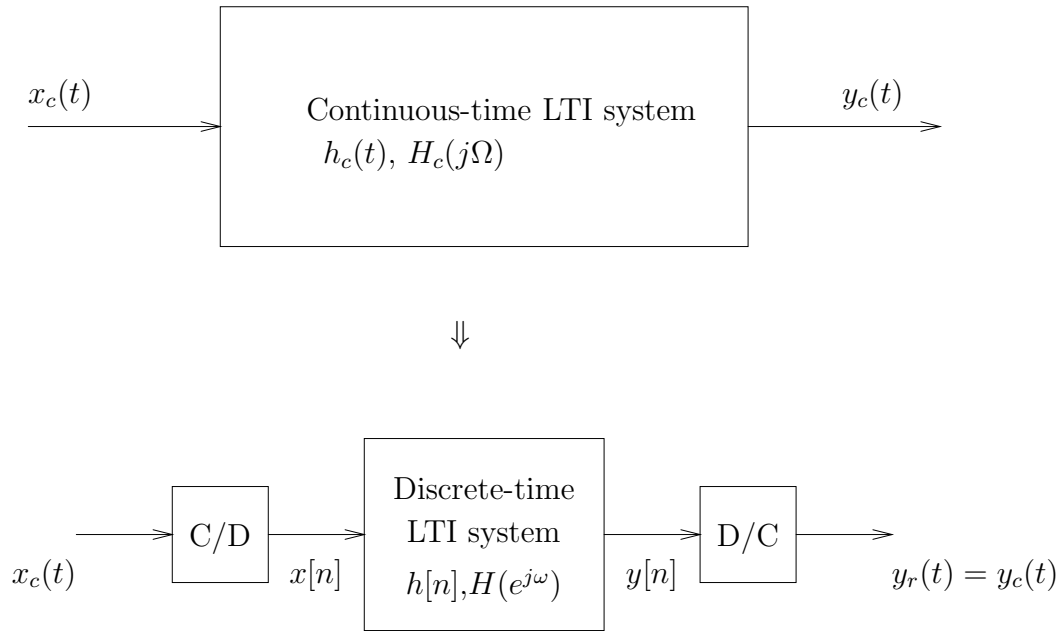 x_c(t)
Continuous-time LTI system
h_c(t), H_c(jΩ)
y_c(t)
⇓
x_c(t)
C/D
x[n]
Discrete-time
LTI system
h[n],H(e^{jω})
y[n]
D/C
y_r(t) = y_c(t)